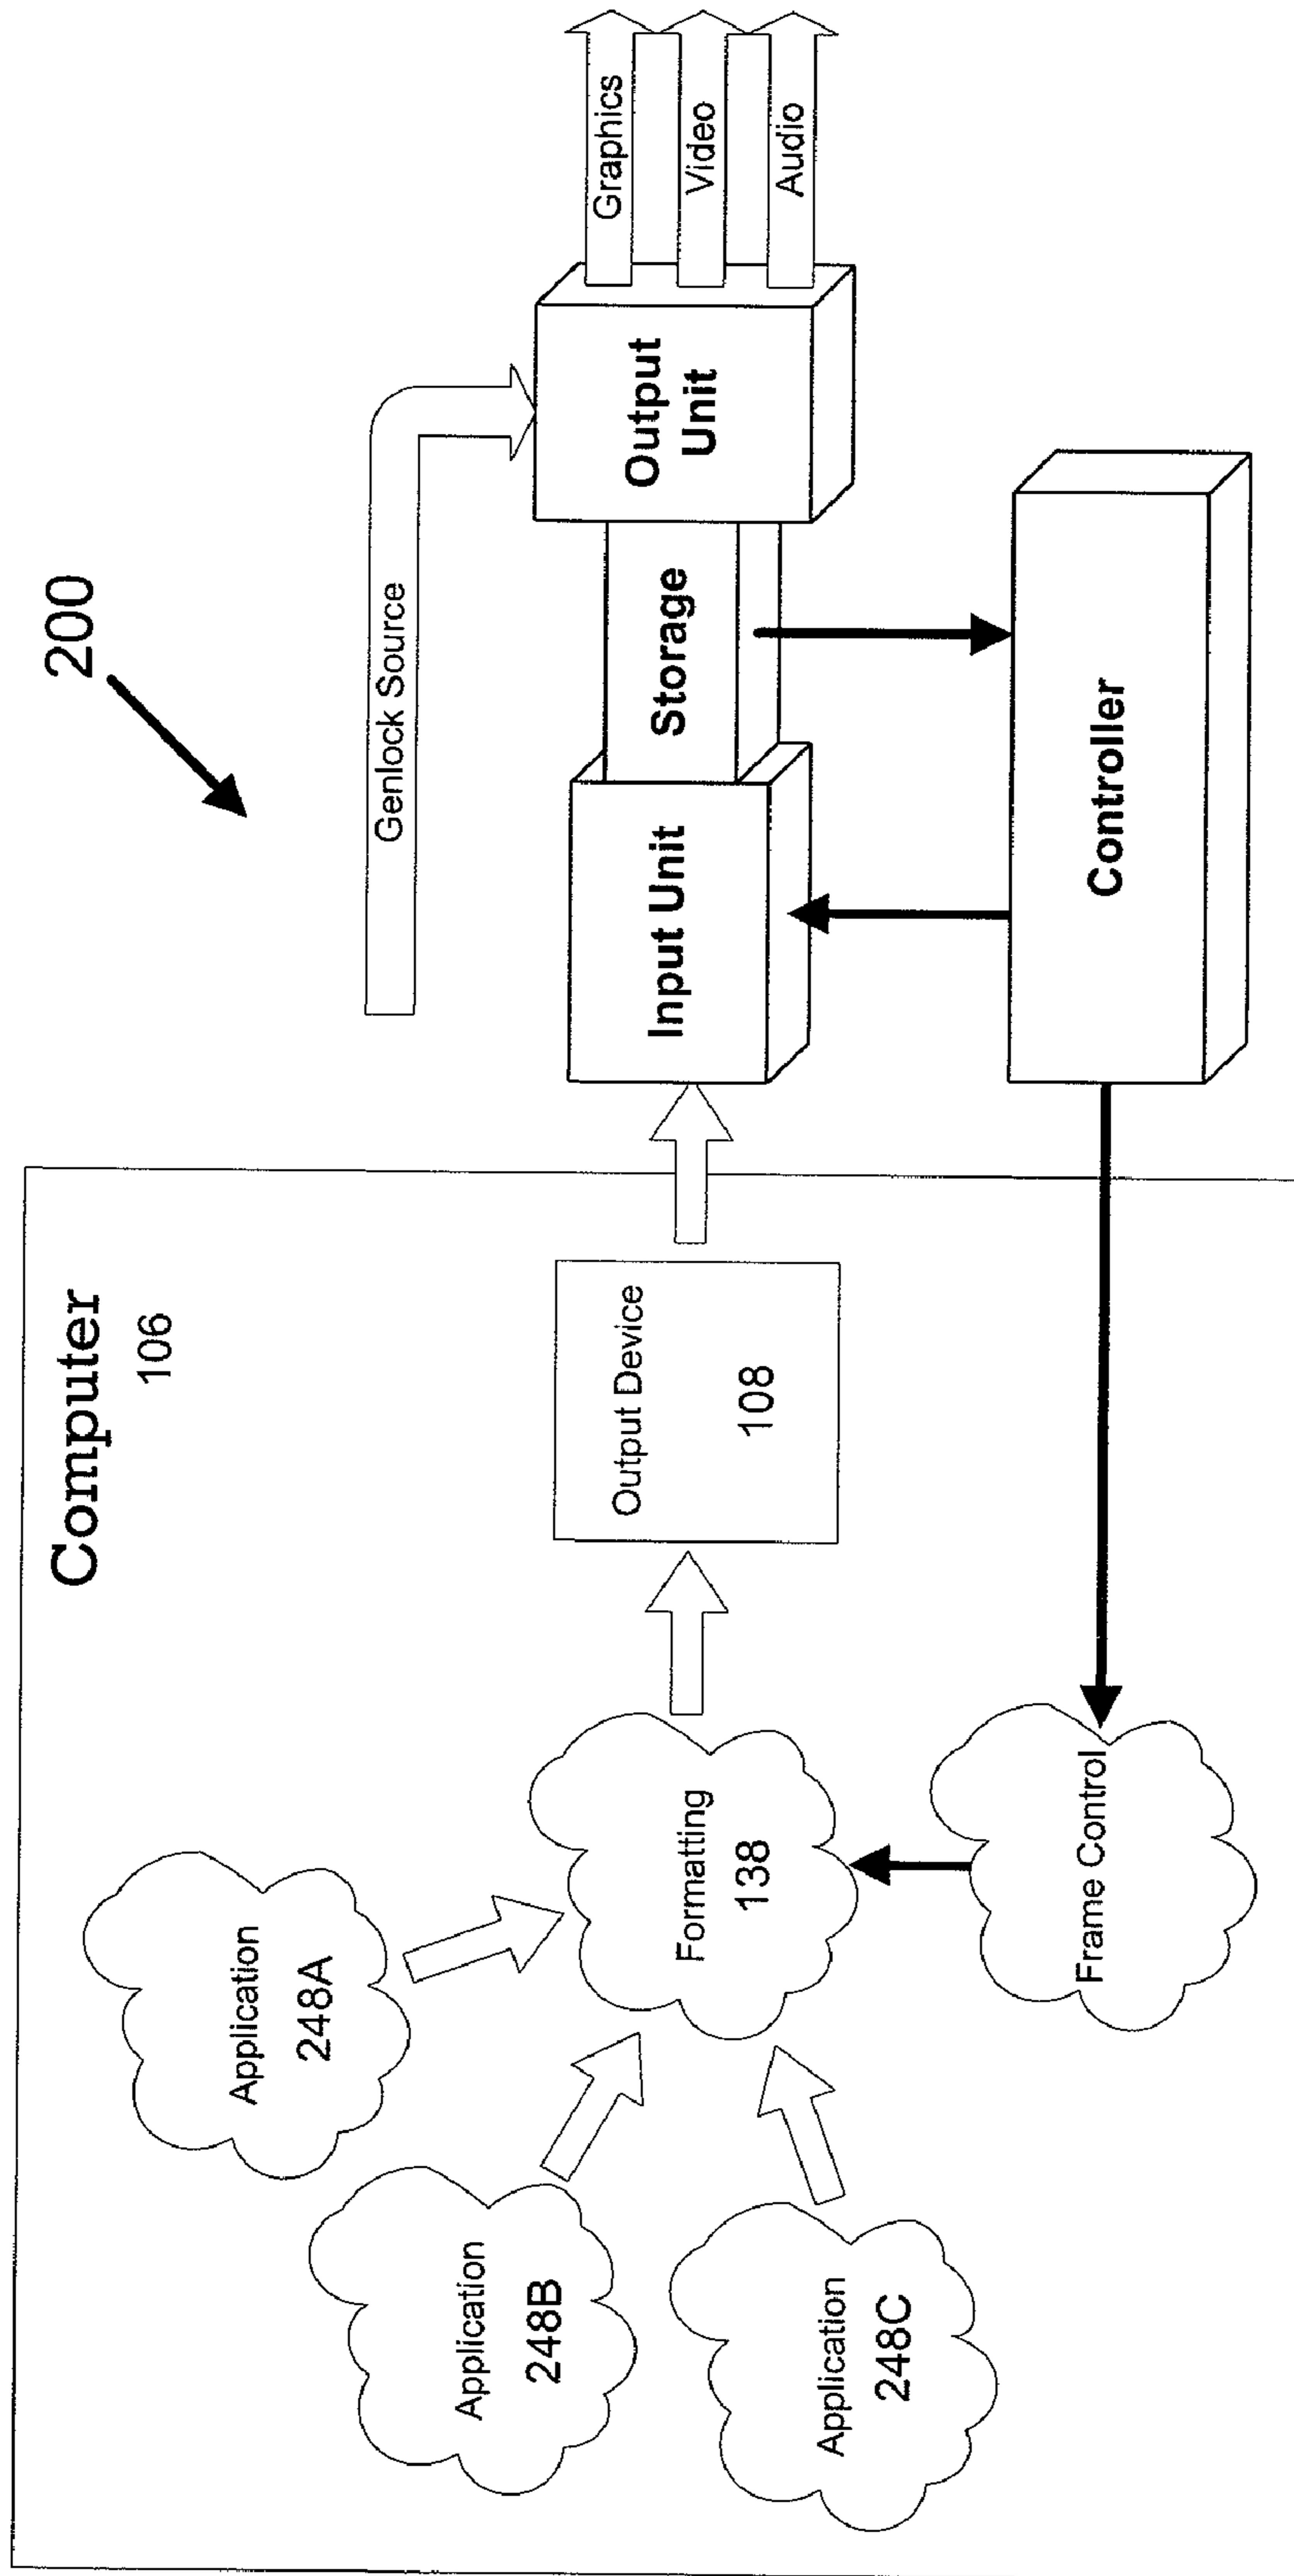 Computer
106
Application
248A
Application
248B
Application
248C
Formatting
138
Frame Control
Output Device
108
200
Genlock Source
Input Unit
Storage
Output
Unit
Controller
Graphics
Video
Audio